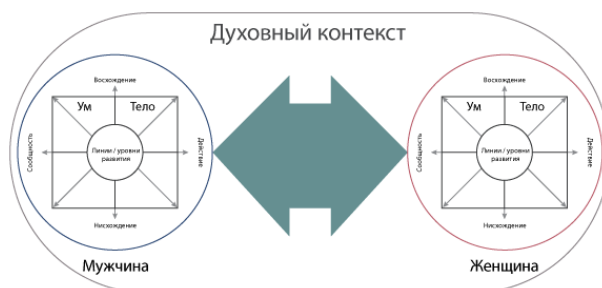 Духовный контекст
Восхождение
Ум
Тело
Сообщность
Линии / уровни
развития
Действие
Нисхождение
Мужчина
Восхождение
Ум
Тело
Сообщность
Линии / уровни
развития
Действие
Нисхождение
Женщина